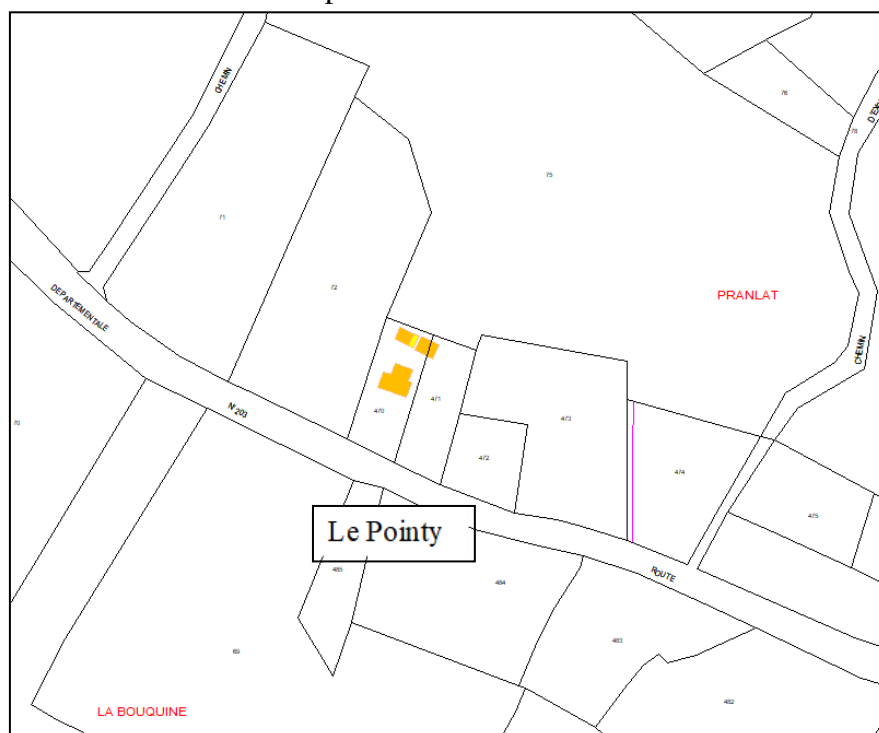 CHEMIN
76
D'EX
78
75
71
72
PRANLAT
DEPARTEMENTALE
CHEMIN
N°203
470
471
473
70
472
474
475
Le Pointy
485
484
ROUTE
483
69
482
LA BOUQUINE